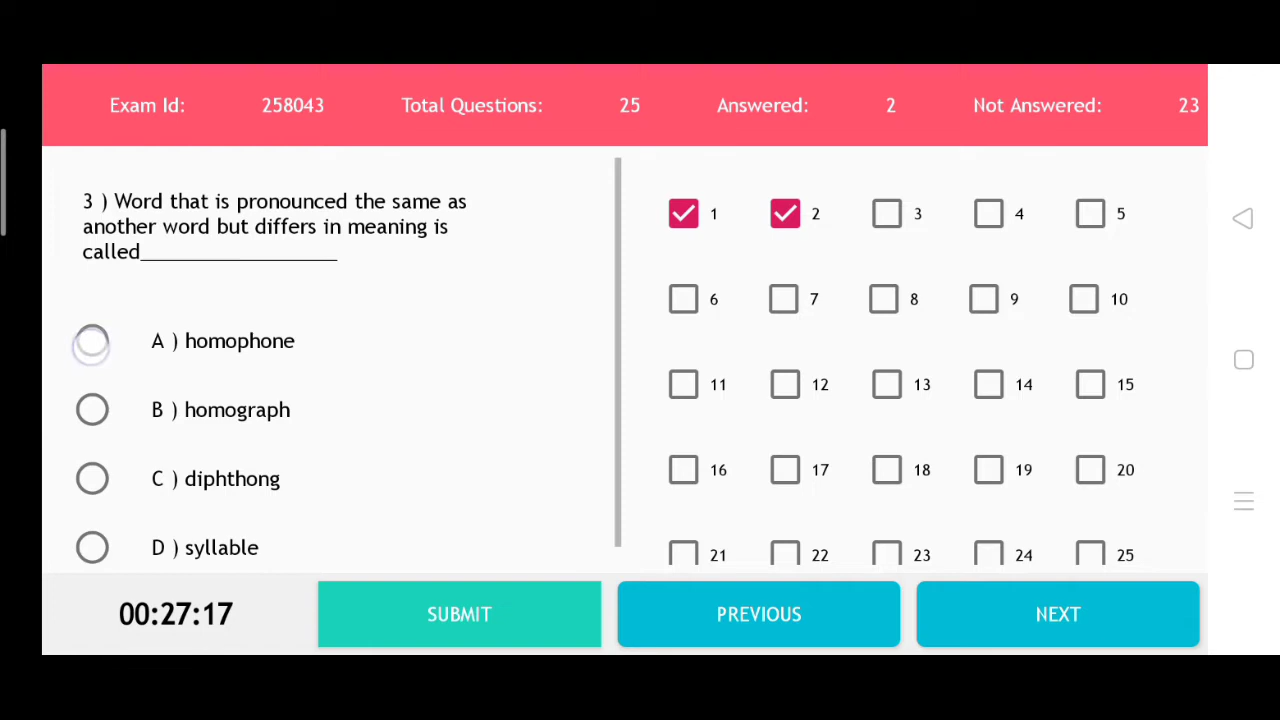 Exam Id: 258043 Total Questions: 25 Answered: 2 Not Answered: 23
3 ) Word that is pronounced the same as
another word but differs in meaning is
called__________________
A ) homophone
B ) homograph
C ) diphthong
D ) syllable
1 2 3 4 5
6 7 8 9 10
11 12 13 14 15
16 17 18 19 20
21 22 23 24 25
00:27:17 SUBMIT PREVIOUS NEXT